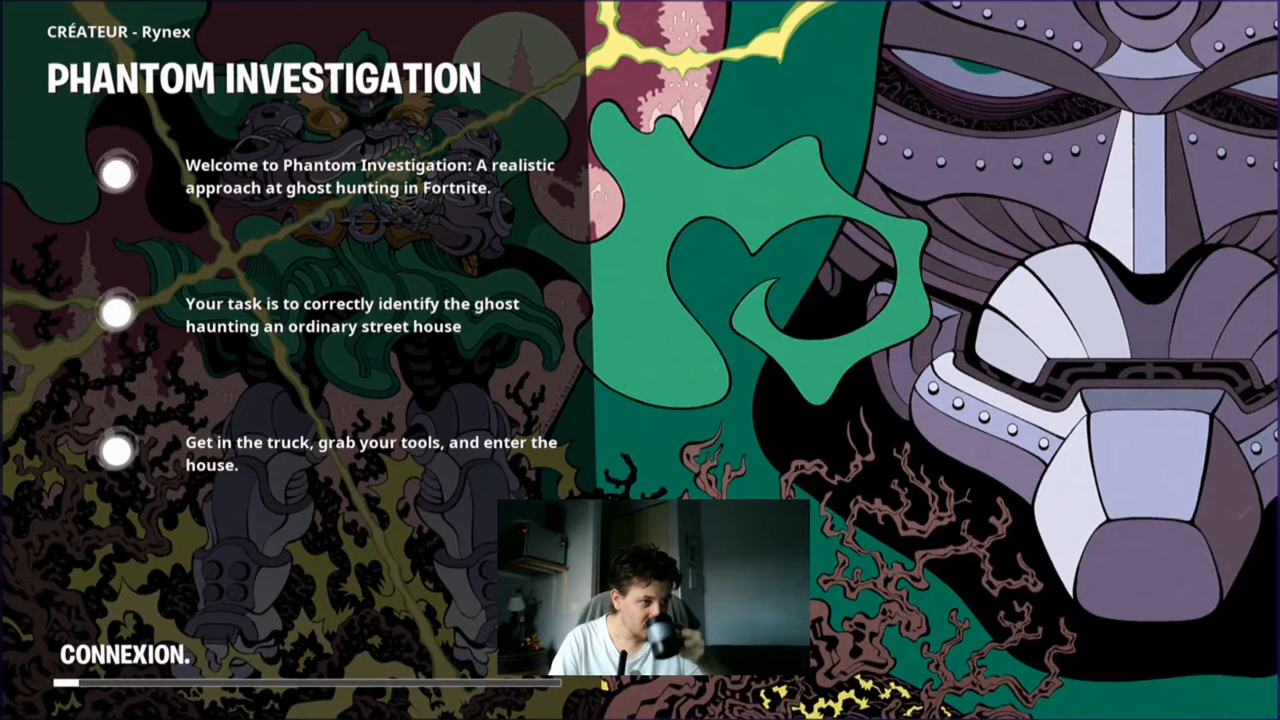 CRÉATEUR - Rynex
PHANTOM INVESTIGATION
Welcome to Phantom Investigation: A realistic
approach at ghost hunting in Fortnite.
Your task is to correctly identify the ghost
haunting an ordinary street house
Get in the truck, grab your tools, and enter the
house.
CONNEXION.